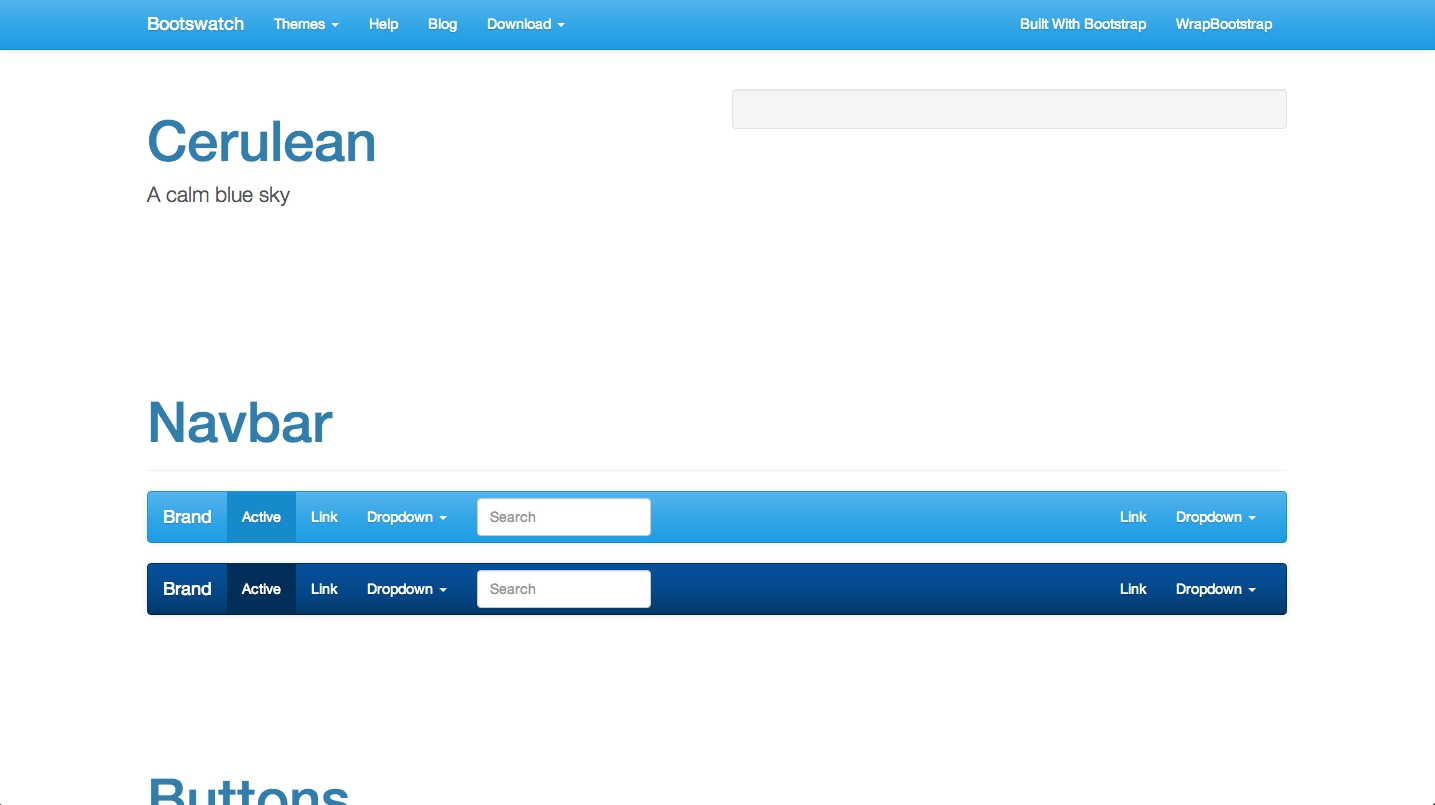 Bootswatch Themes Help Blog Download Built With Bootstrap WrapBootstrap
Cerulean
A calm blue sky
Navbar
Brand Active Link Dropdown Search Link Dropdown
Brand Active Link Dropdown Search Link Dropdown
Buttons